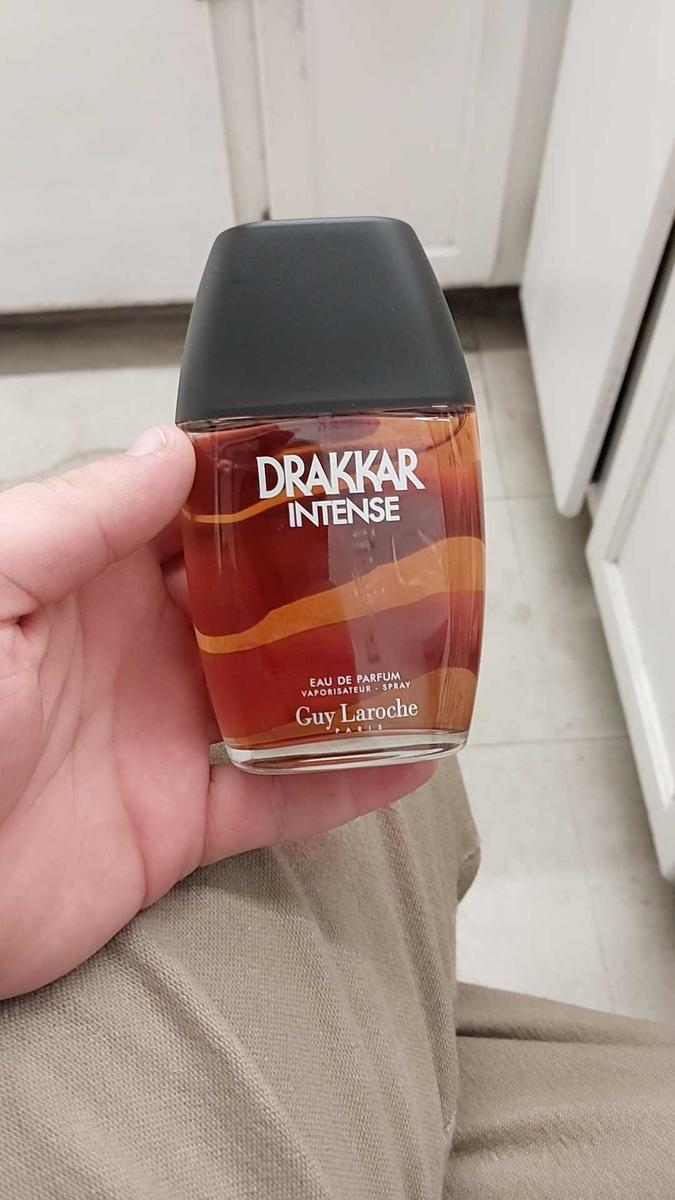 DRAKKAR
INTENSE
EAU DE PARFUM
VAPORISATEUR - SPRAY
Guy Laroche
PARIS